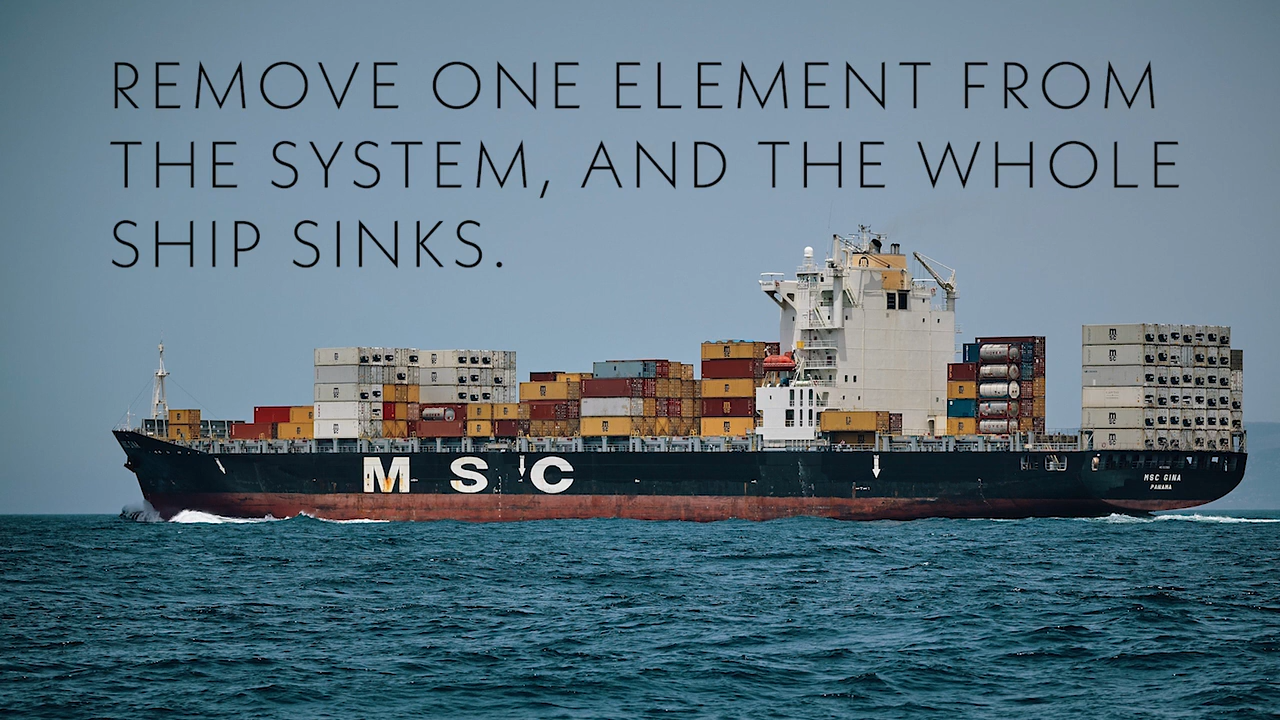 REMOVE ONE ELEMENT FROM
THE SYSTEM, AND THE WHOLE
SHIP SINKS.
MSC
MSC GINA
PANAMA